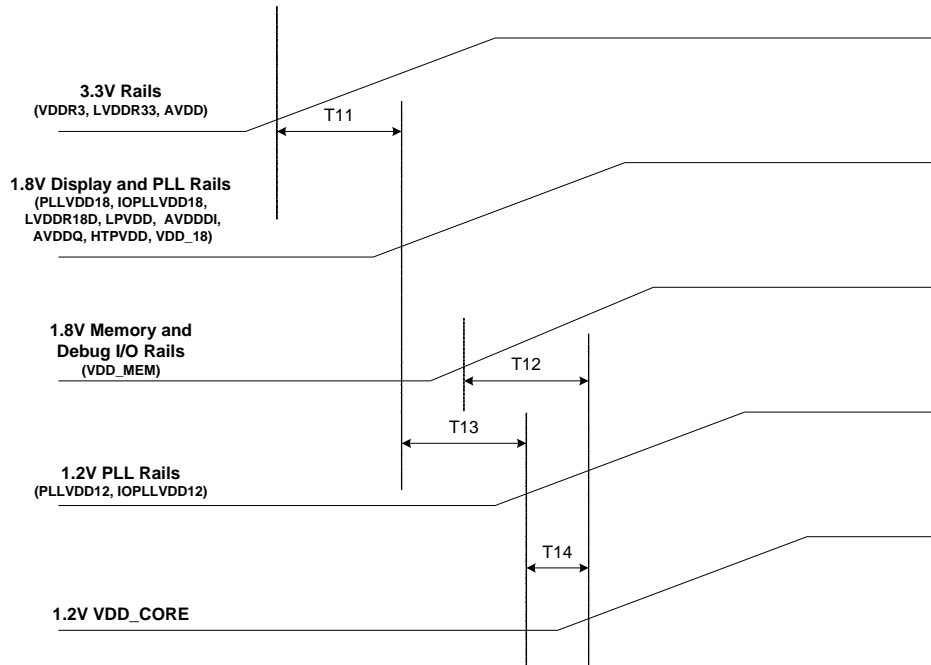 3.3V Rails
(VDDR3, LVDDR33, AVDD)
T11
1.8V Display and PLL Rails
(PLLVDD18, IOPLLVDD18,
LVDDR18D, LPVDD, AVDDDI,
AVDDQ, HTPVDD, VDD_18)
1.8V Memory and
Debug I/O Rails
(VDD_MEM)
T12
T13
1.2V PLL Rails
(PLLVDD12, IOPLLVDD12)
T14
1.2V VDD_CORE